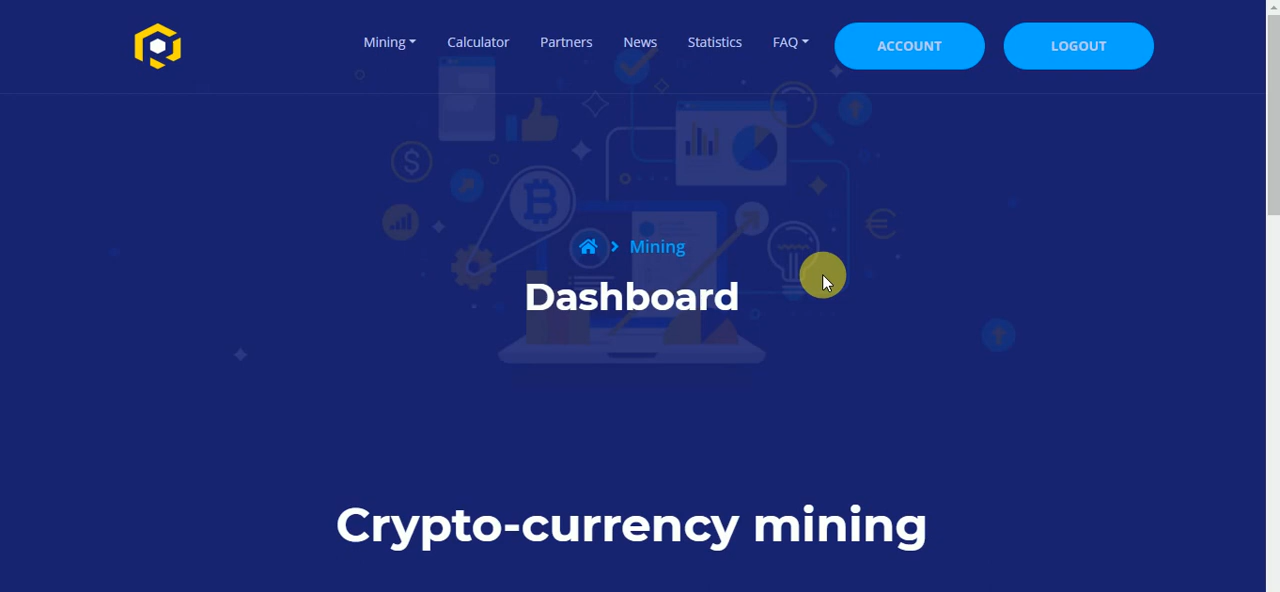 Mining Calculator Partners News Statistics FAQ ACCOUNT LOGOUT
Mining
Dashboard
Crypto-currency mining